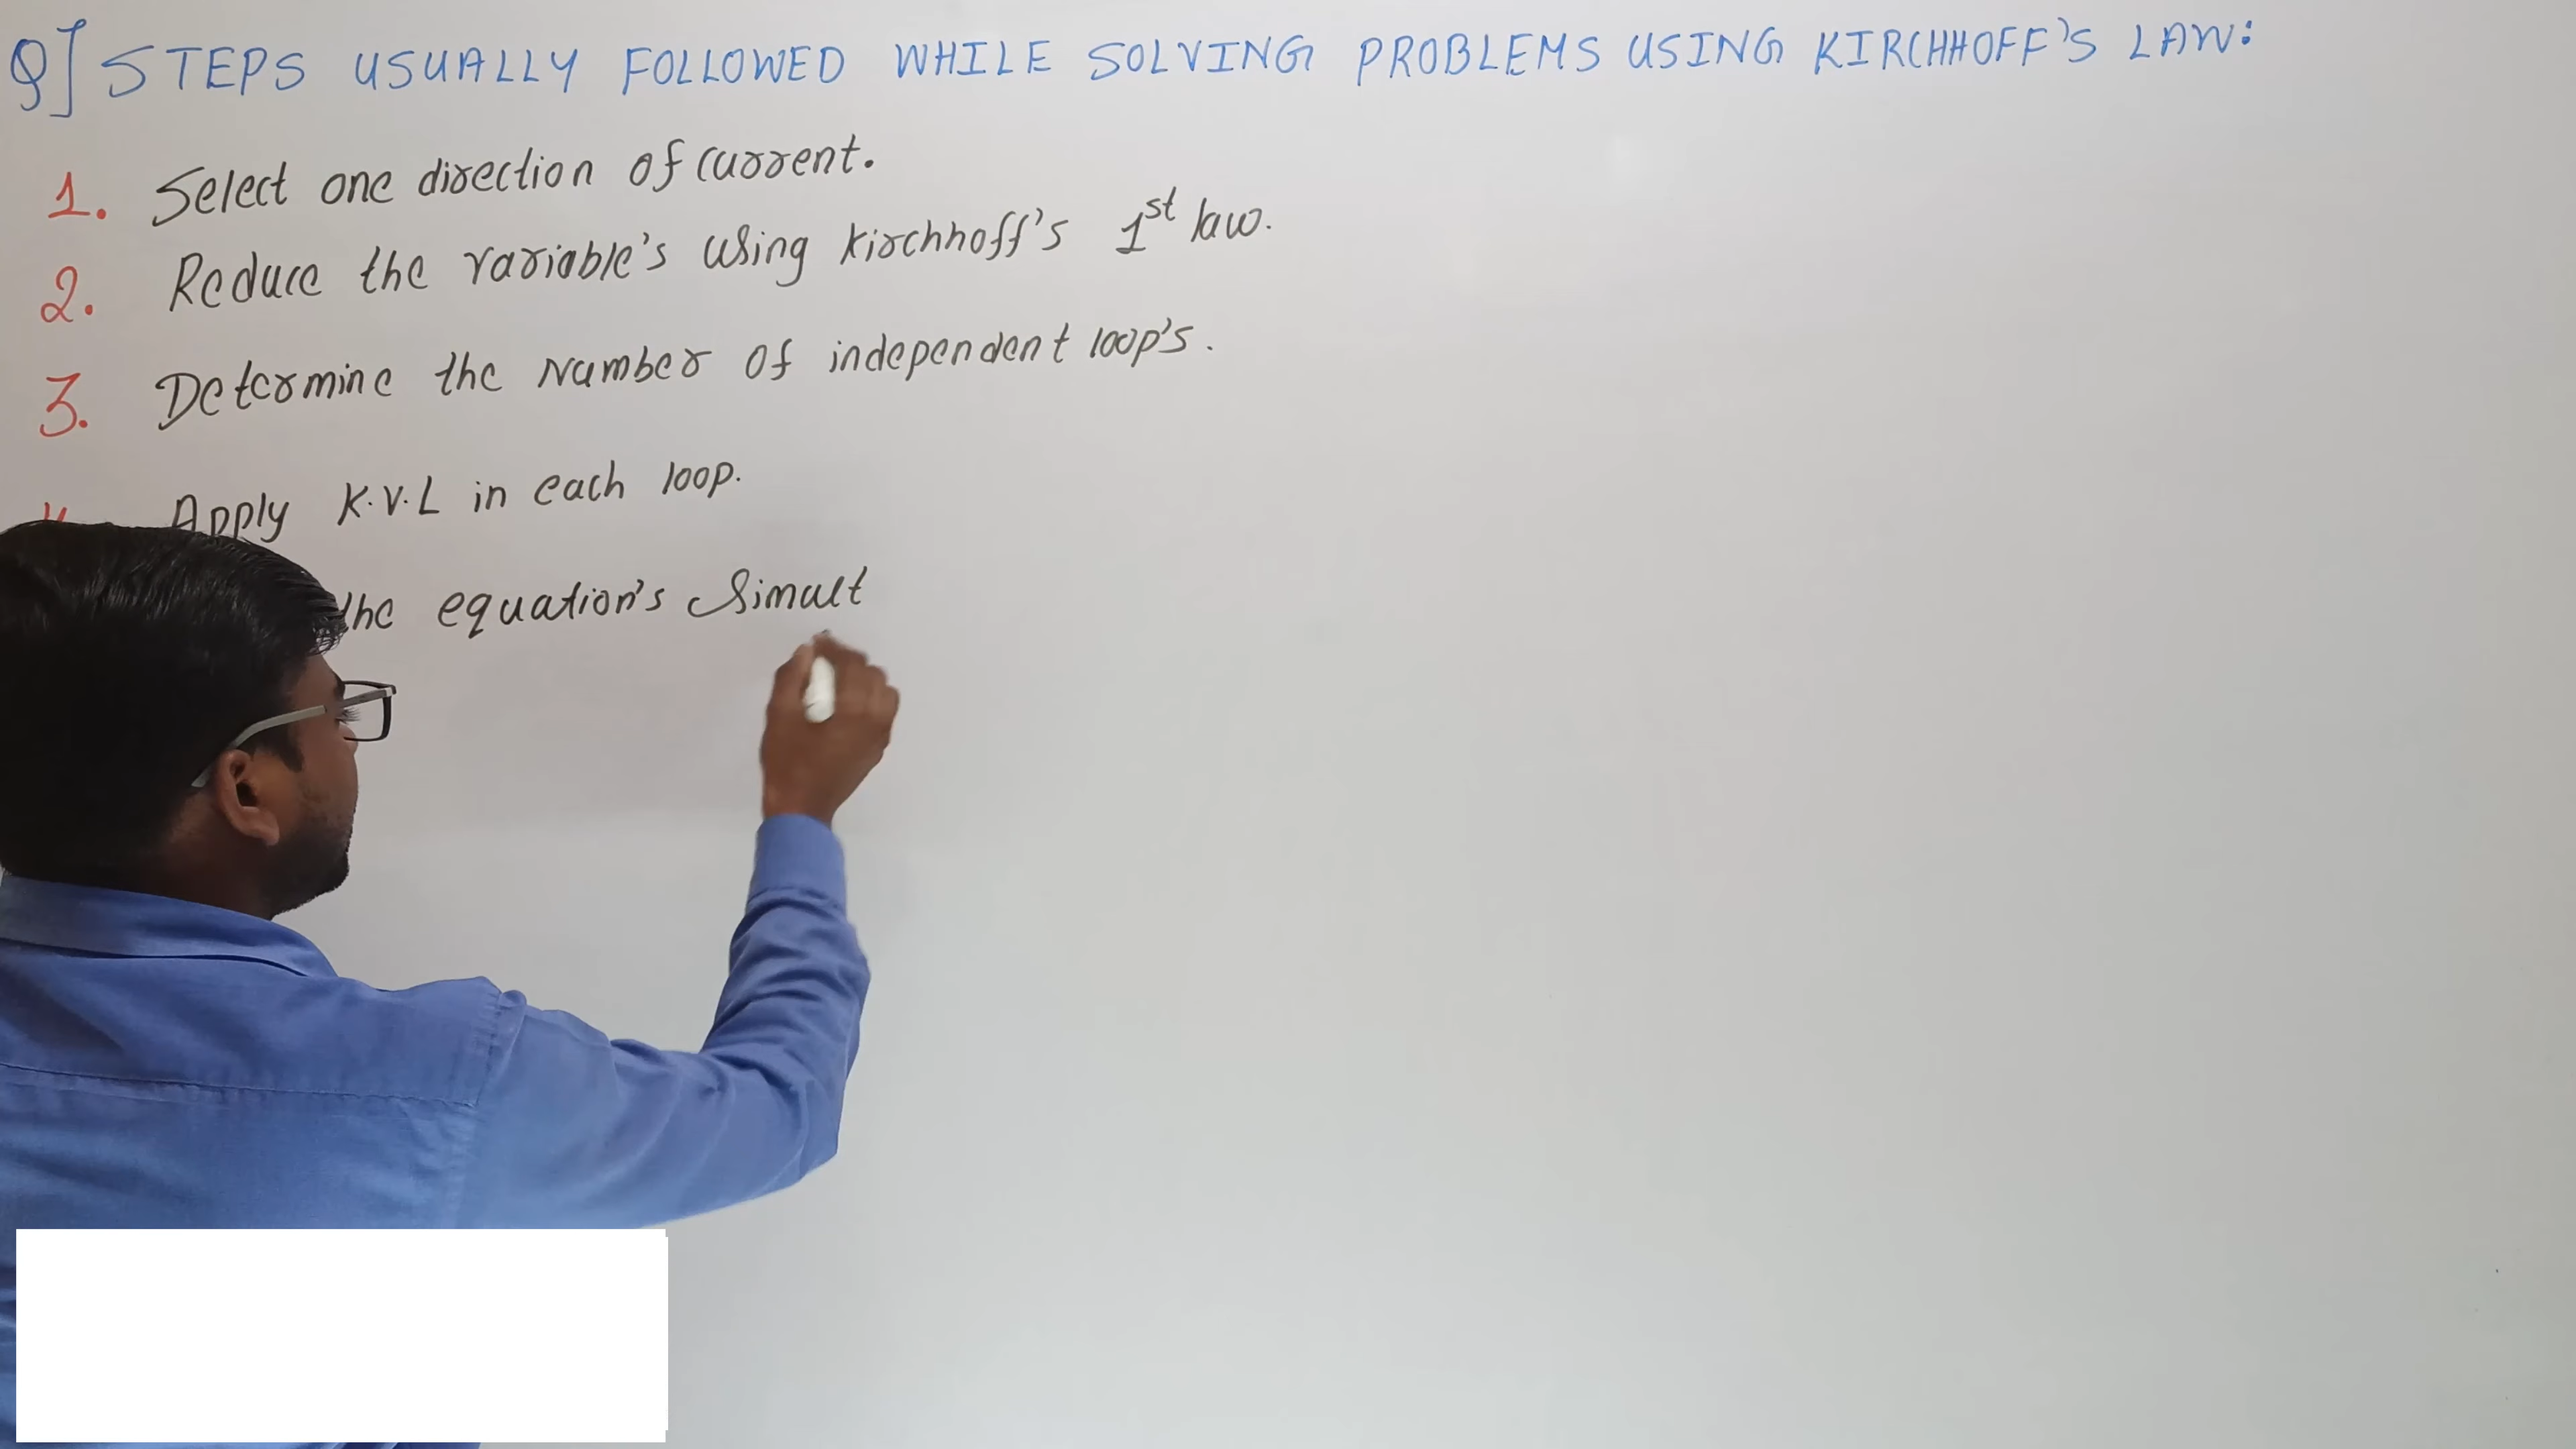 Q] STEPS USUALLY FOLLOWED WHILE SOLVING PROBLEMS USING KIRCHHOFF'S LAW:
1. Select one direction of current.
2. Reduce the variable's using Kirchhoff's 1st law.
3. Determine the Number of independent loop's.
Apply K.V.L in each loop.
the equation's Simult